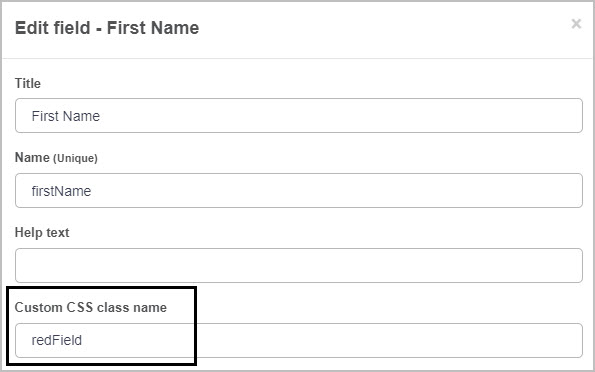 Edit field - First Name ×
Title
First Name
Name (Unique)
firstName
Help text
Custom CSS class name
redField